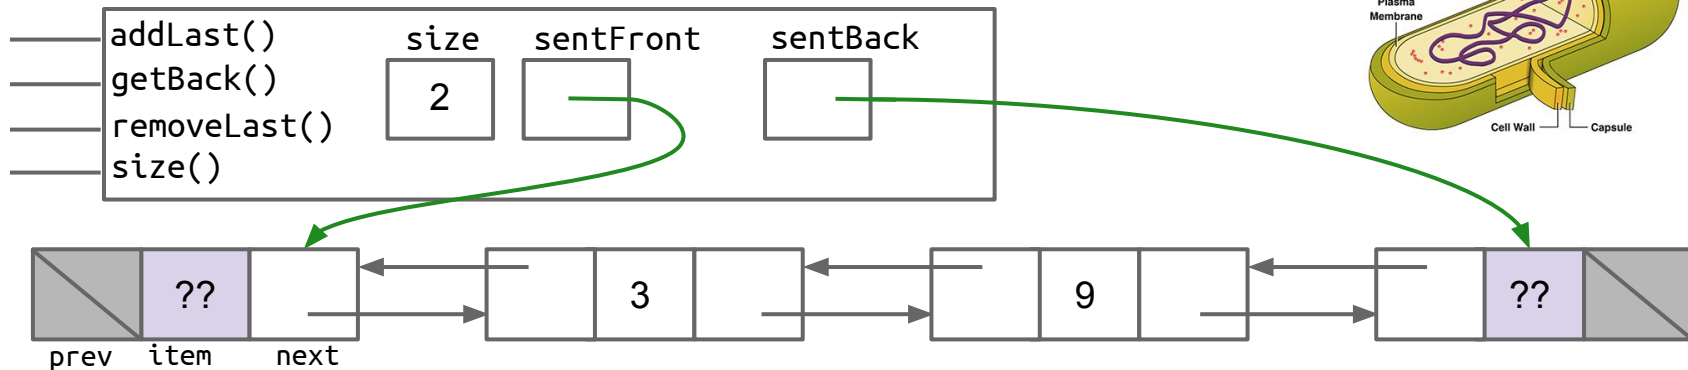 addLast()
getBack()
removeLast()
size()
size
sentFront
sentBack
2
Plasma
Membrane
Cell Wall
Capsule
??
3
9
??
prev
item
next